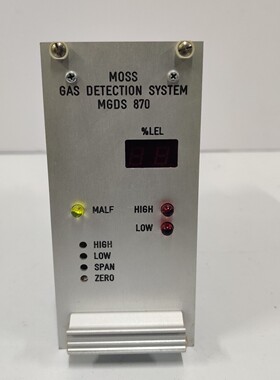 MOSS
GAS DETECTION SYSTEM
MGDS 870
%LEL
MALF HIGH
LOW
HIGH
LOW
SPAN
ZERO